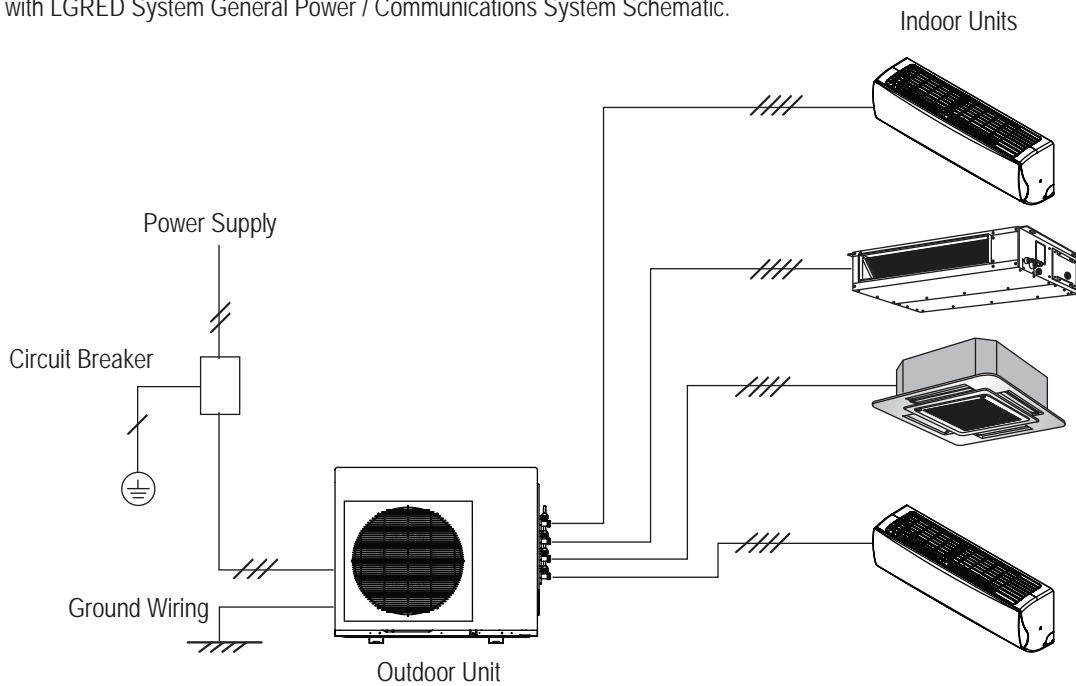 with LGRED System General Power / Communications System Schematic.
Indoor Units
Power Supply
Circuit Breaker
Ground Wiring
Outdoor Unit